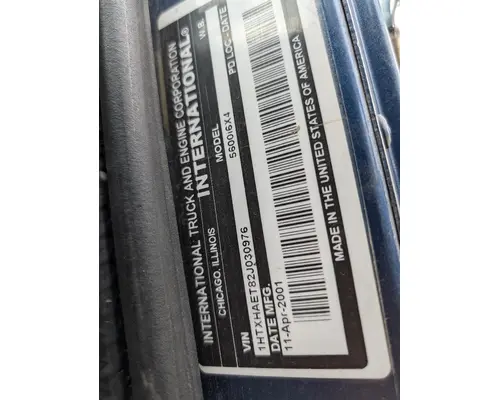 INTERNATIONAL TRUCK AND ENGINE CORPORATION
INTERNATIONAL®
CHICAGO, ILLINOIS
MODEL
5600i6X4
W.B.
PD LOC - DATE
VIN
1HTXHAET82J030976
DATE MFG.
11-Apr-2001
MADE IN THE UNITED STATES OF AMERICA